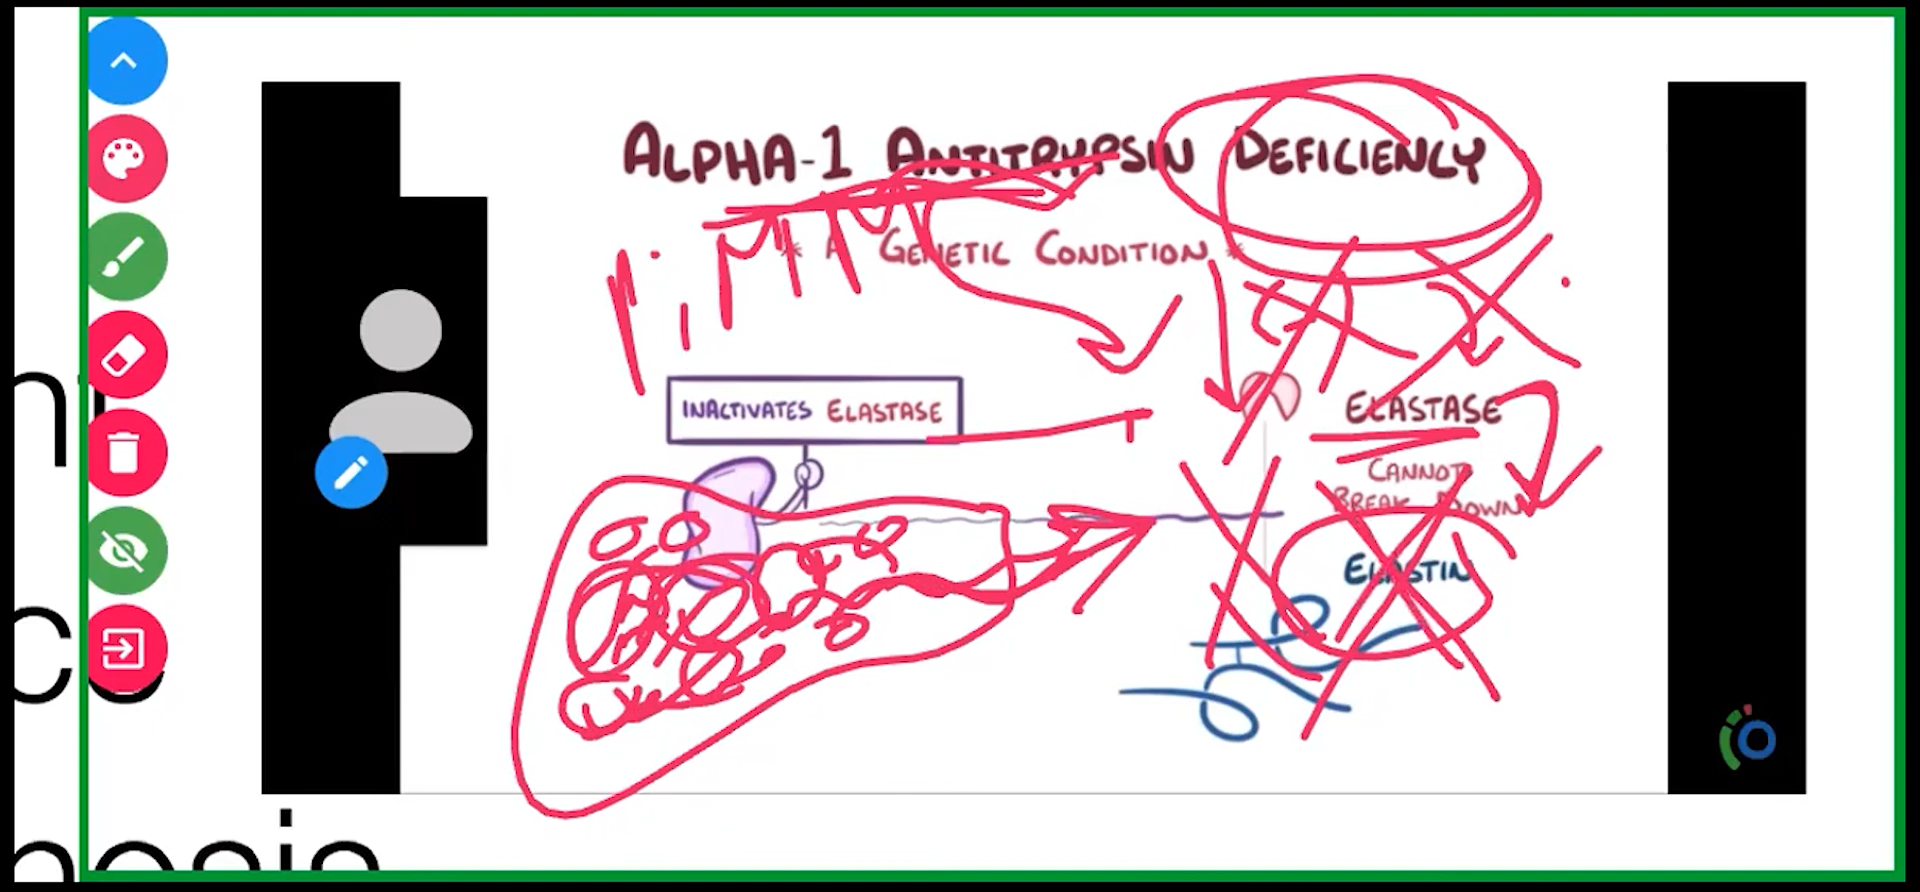 ALPHA-1 ANTITRYPSIN DEFICIENCY
* A GENETIC CONDITION *
INACTIVATES ELASTASE
ELASTASE
CANNOT
BREAK DOWN
ELASTIN